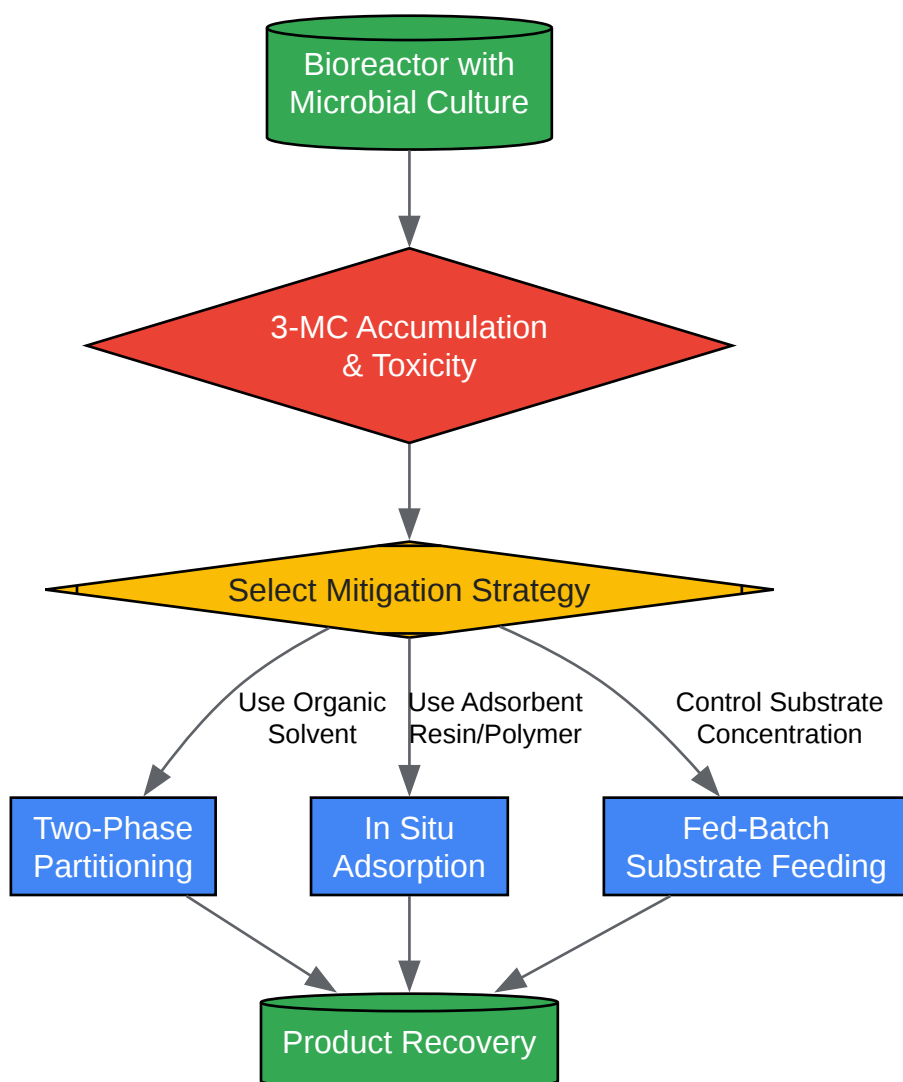 Bioreactor with
Microbial Culture
3-MC Accumulation
& Toxicity
Select Mitigation Strategy
Use Organic
Solvent
Use Adsorbent
Resin/Polymer
Control Substrate
Concentration
Two-Phase
Partitioning
In Situ
Adsorption
Fed-Batch
Substrate Feeding
Product Recovery